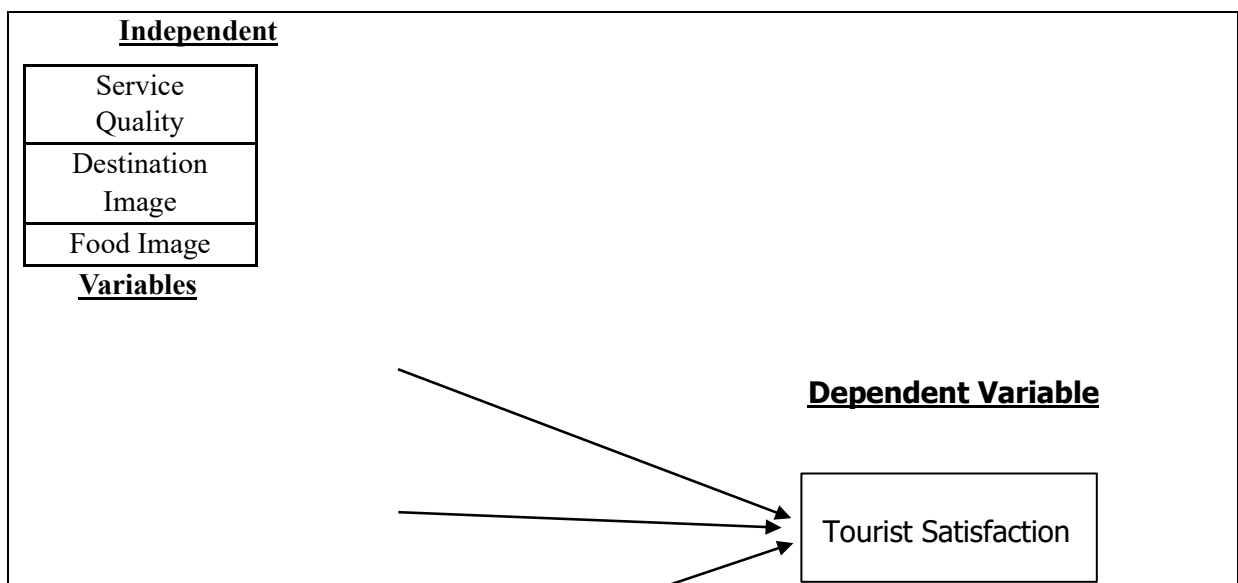 Independent
Service
Quality
Destination
Image
Food Image
Variables
Dependent Variable
Tourist Satisfaction